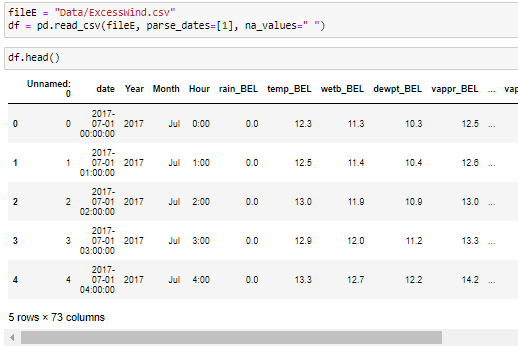 fileE = "Data/ExcessWind.csv"
df = pd.read_csv(fileE, parse_dates=[1], na_values=" ")
df.head()
Unnamed: 0 date Year Month Hour rain_BEL temp_BEL wetb_BEL dewpt_BEL vappr_BEL ... vap
0 0 2017-07-01 00:00:00 2017 Jul 0:00 0.0 12.3 11.3 10.3 12.5 ...
1 1 2017-07-01 01:00:00 2017 Jul 1:00 0.0 12.5 11.4 10.4 12.6 ...
2 2 2017-07-01 02:00:00 2017 Jul 2:00 0.0 13.0 11.9 10.9 13.0 ...
3 3 2017-07-01 03:00:00 2017 Jul 3:00 0.0 12.9 12.0 11.2 13.3 ...
4 4 2017-07-01 04:00:00 2017 Jul 4:00 0.0 13.3 12.7 12.2 14.2 ...
5 rows × 73 columns